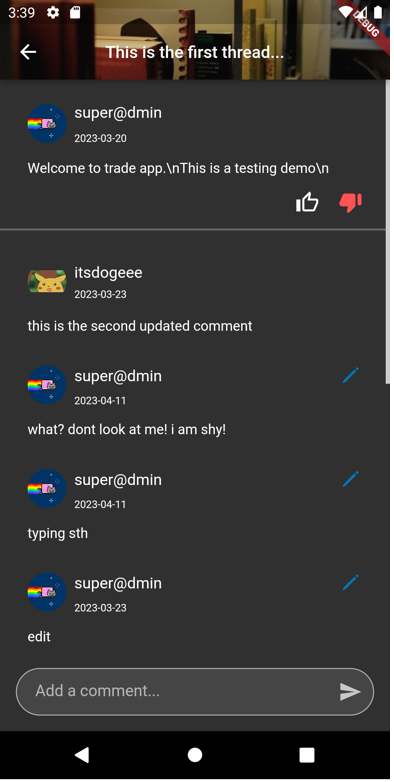 3:39
DEBUG
This is the first thread...
super@dmin
2023-03-20
Welcome to trade app.\nThis is a testing demo\n
itsdogeee
2023-03-23
this is the second updated comment
super@dmin
2023-04-11
what? dont look at me! i am shy!
super@dmin
2023-04-11
typing sth
super@dmin
2023-03-23
edit
Add a comment...